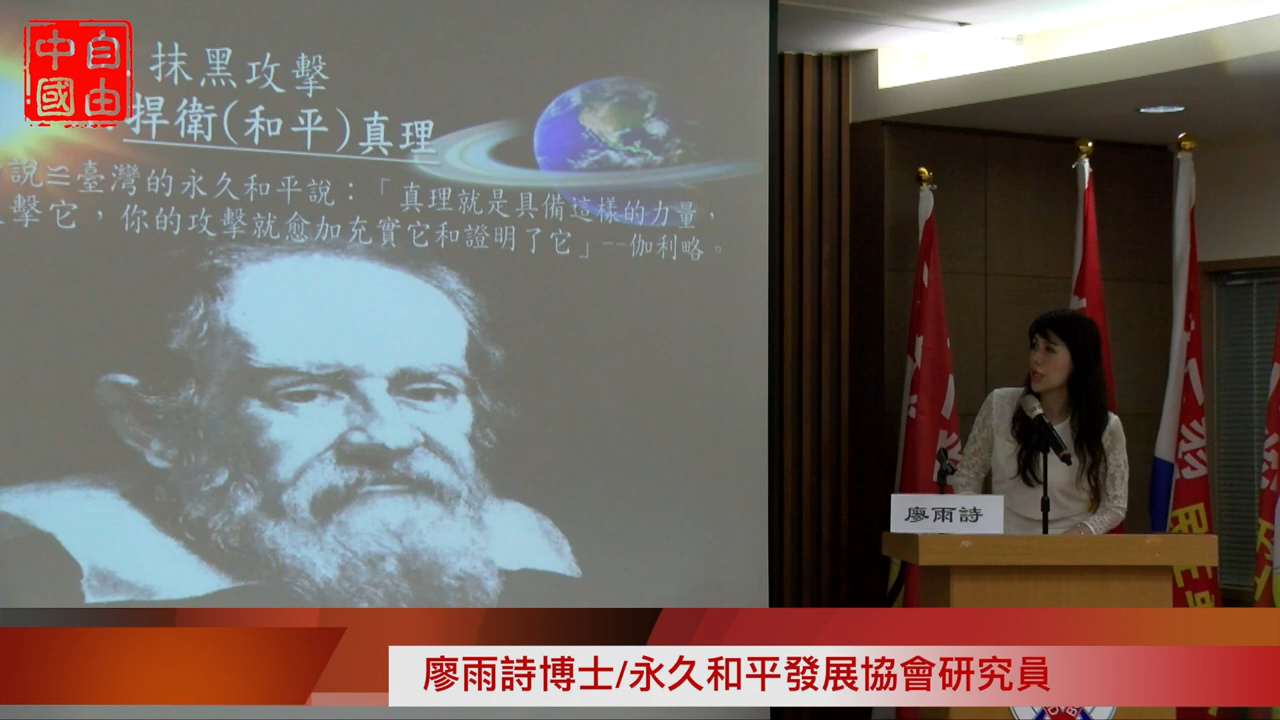 自由
中國
抹黑攻擊
捍衛(和平)真理
說≌臺灣的永久和平說：「真理就是具備這樣的力量，
擊它，你的攻擊就愈加充實它和證明了它」--伽利略。
廖雨詩
廖雨詩博士/永久和平發展協會研究員